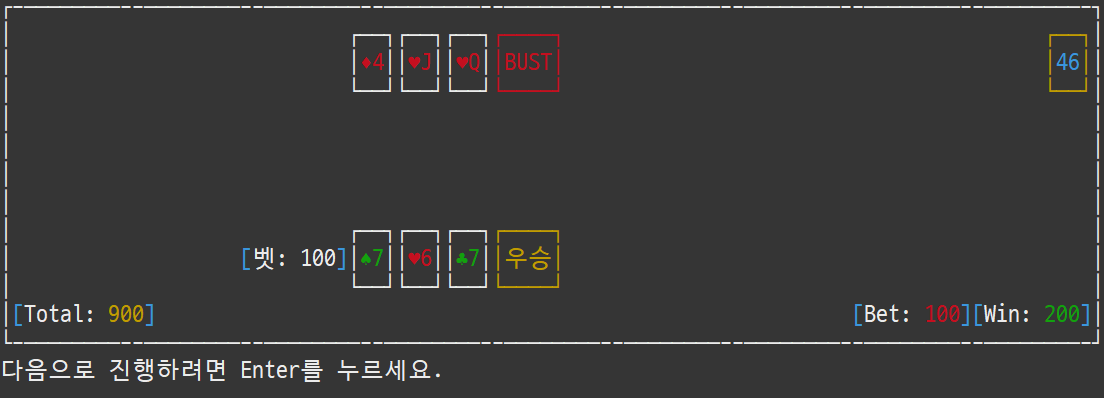 ♦4 ♥J ♥Q BUST 46
[벳: 100] ♠7 ♥6 ♣7 우승
[Total: 900] [Bet: 100][Win: 200]
다음으로 진행하려면 Enter를 누르세요.